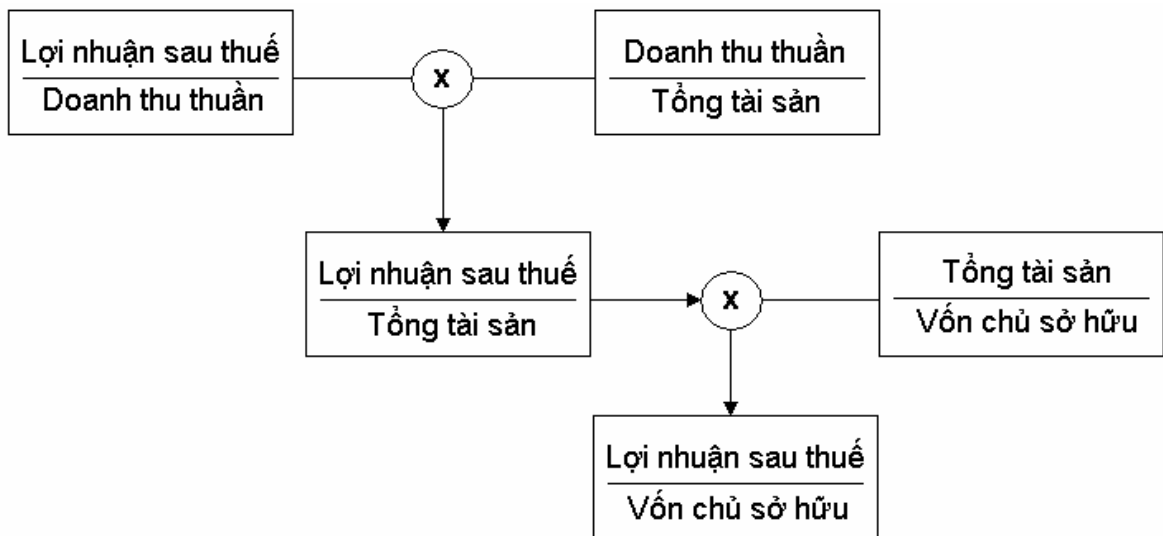 Lợi nhuận sau thuế
Doanh thu thuần
X
Doanh thu thuần
Tổng tài sản
Lợi nhuận sau thuế
Tổng tài sản
X
Tổng tài sản
Vốn chủ sở hữu
Lợi nhuận sau thuế
Vốn chủ sở hữu